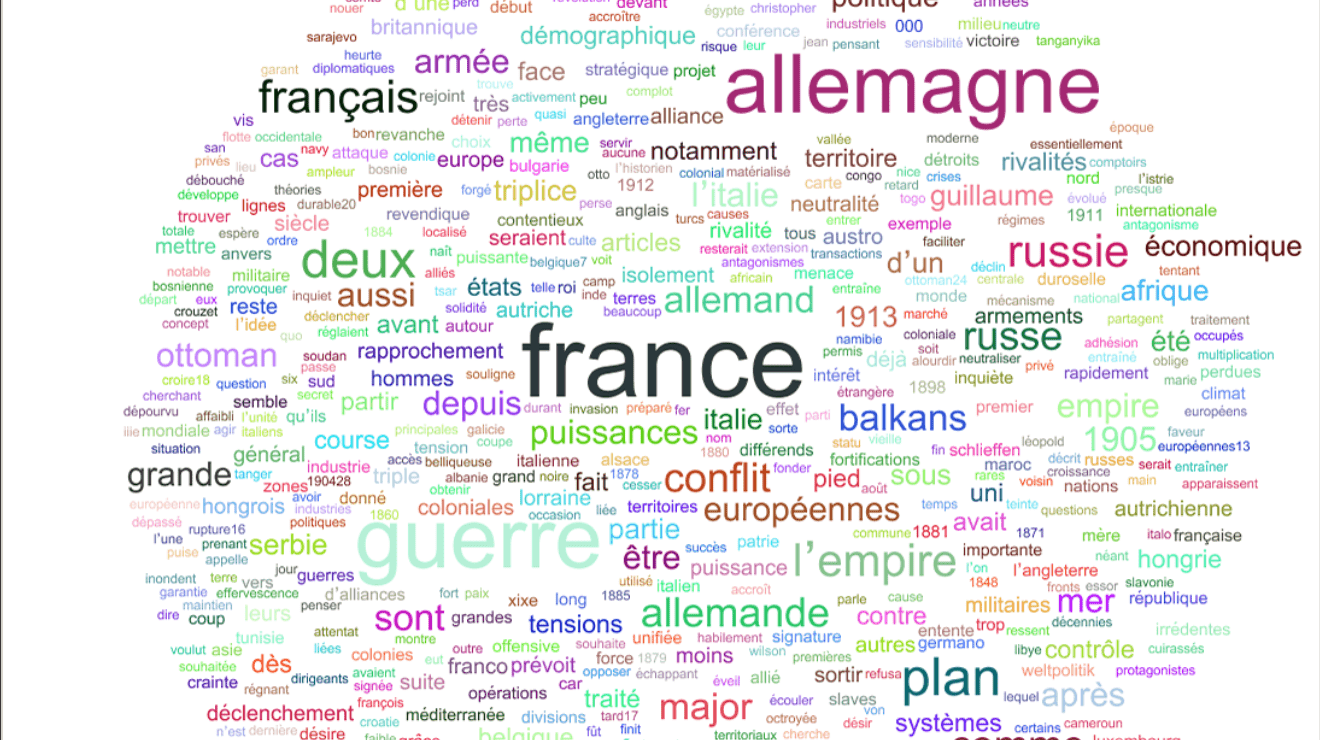 nouer d'une perd début devant politique années
accroître égypte christopher
britannique démographique conférence industriels 000 milieu neutre
sarajevo risque leur jean pensant sensibilité victoire tanganyika
heurte armée face stratégique projet allemagne
garant diplomatiques trouve complot
français rejoint très activement peu
vis détenir perte quasi angleterre alliance époque
flotte occidentale bon revanche choix même servir vallée moderne essentiellement
san navy attaque colonie europe bulgarie aucune notamment territoire détroits rivalités comptoirs
privés lieu cas ampleur bosnie otto l'historien colonial matérialisé congo nice crises nord l'istrie
débouché théories première forgé triplice 1912 l'italie carte retard guillaume presque
développe lignes durable20 perse neutralité togo évolué
trouver siècle revendique contentieux anglais turcs causes entrer exemple régimes 1911 internationale
totale espère 1884 localisé seraient culte articles rivalité tous austro antagonisme
mettre anvers ordre deux naît puissante belgique7 voit resterait extension transactions faciliter russie économique
notable militaire alliés isolement antagonismes menace d'un déclin tentant
bosnienne provoquer tsar états telle roi camp africain entraîne ottoman24 centrale duroselle afrique
départ eux inquiet aussi inde terres allemand monde mécanisme national
crouzet reste déclencher solidité autriche beaucoup 1913 marché armements partagent traitement
concept l'idée réglaient avant autour france coloniale russe adhésion été occupés
quo namibie soit
ottoman soudan rapprochement permis déjà alourdir neutraliser privé entraîné oblige multiplication
passe intérêt inquiète rapidement marie perdues
croire18 question six sud hommes souligne étrangère 1898 climat
cherchant semble secret partir depuis durant invasion préparé fer italie effet parti balkans premier empire européens
dépourvu affaibli l'unité qu'ils
iiie mondiale agir italiens course principales galicie puissances nom sorte statu vieille 1905 faveur
situation général tension coupe 1880 différends fin schlieffen léopold européennes13
grande tanger industrie accès belliqueuse italienne alsace conflit fonder fortifications maroc décrit russes serait entraîner
zones 190428 triple albanie grand noire fait 1878 pied août sous rares voisin croissance nations main apparaissent
européenne hongrois avoir donné obtenir lorraine cesser uni
industries coloniales occasion liée territoires européennes temps teinte questions autrichienne
dépassé rupture16 politiques 1860 guerre partie commune 1881 avait 1871 mère italo française
l'une prenant serbie être succès patrie
puise appelle puissance l'empire importante néant hongrie
jour l'on l'angleterre
inondent terre vers guerres utilisé italien accroît 1848 fronts essor slavonie
garantie effervescence d'alliances fort paix xixe long 1885 parle cause militaires mer république
maintien penser
dire coup leurs sont grandes tensions allemande contre trop décennies
tunisie attentat montre unifiée habilement signature entente ressent irrédentes
voulut asie liées outre offensive souhaite wilson autres germano libye contrôle cuirassés
souhaitée dès colonies eut franco prévoit force 1879 moins premières
crainte dirigeants avaient suite opposer échappant éveil allié sortir refusa plan weltpolitik protagonistes
régnant signée opérations car lequel après
françois traité major écouler slaves
déclenchement croatie méditerranée divisions tard17 octroyée von désir systèmes certains cameroun
n'est dernière désire faible grâce belgique fût finit territoriaux cherche comme luxembourg